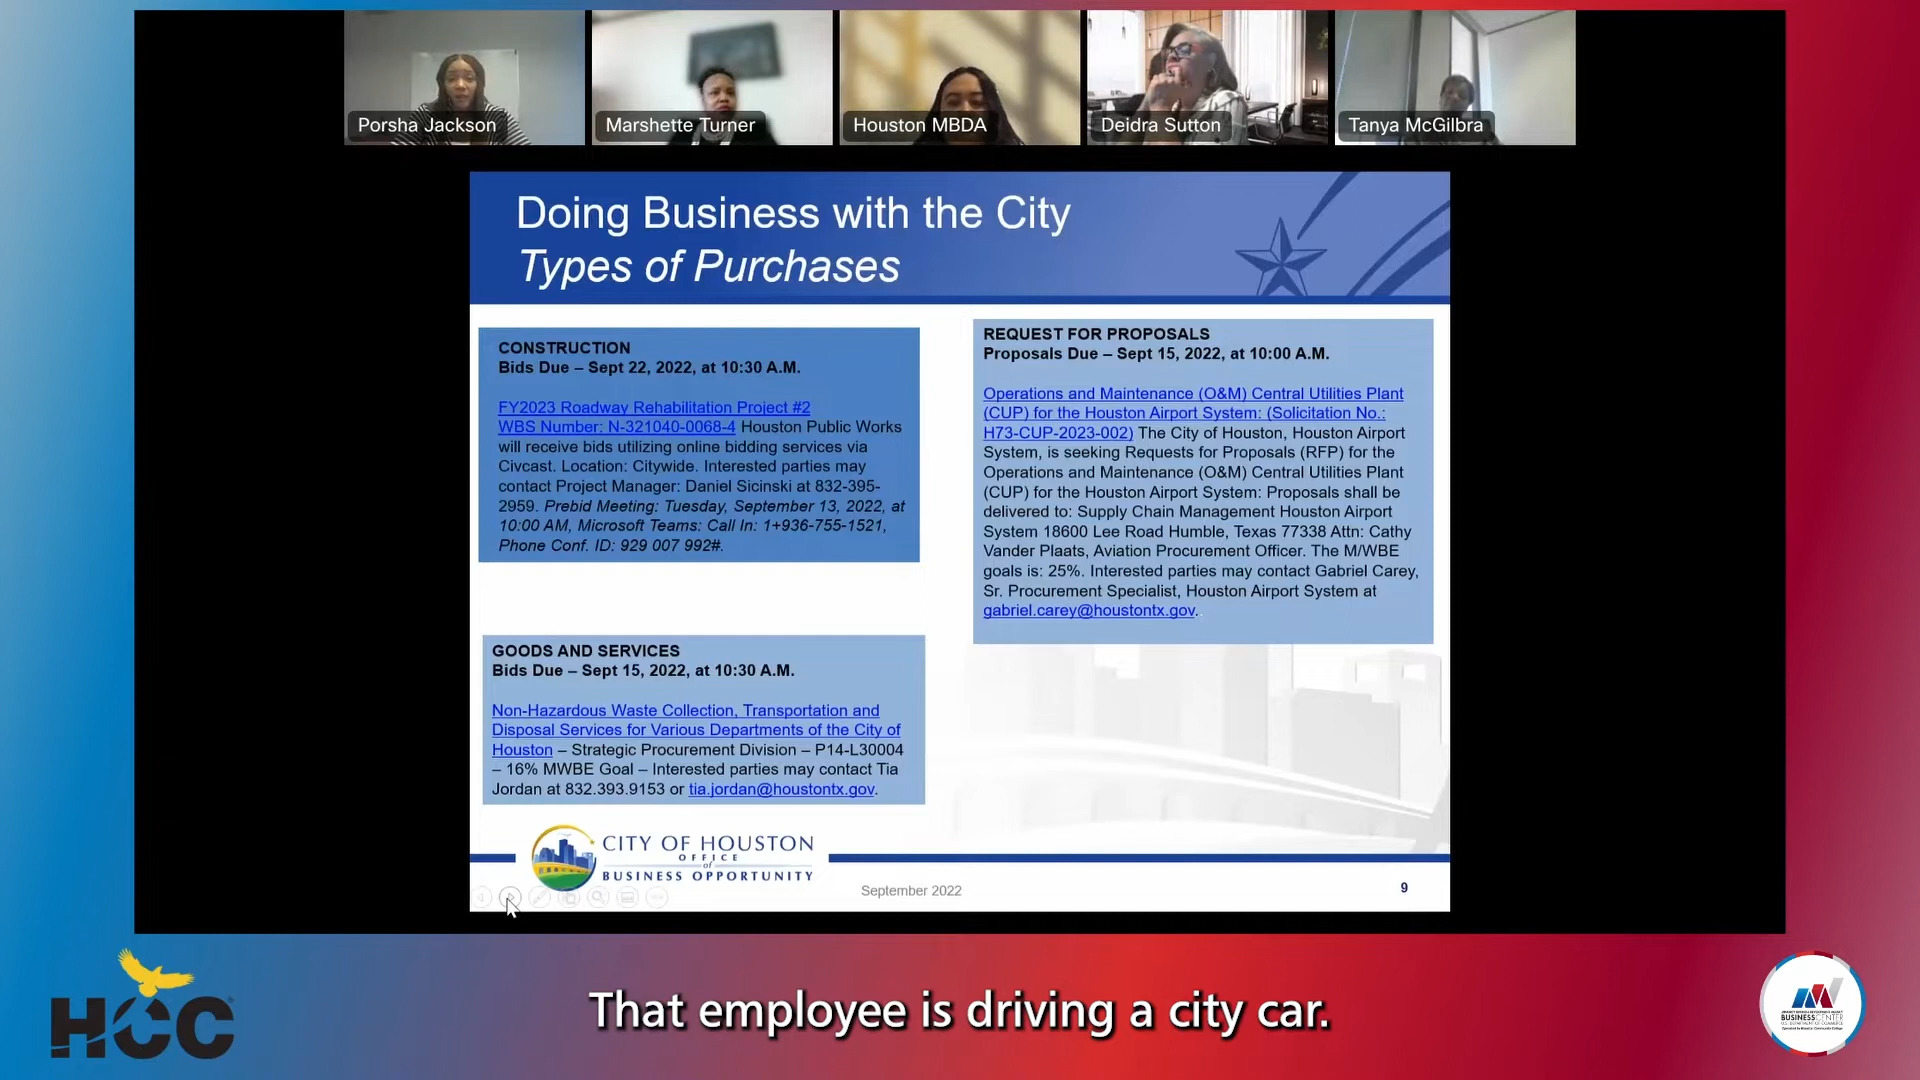 Porsha Jackson
Marshette Turner
Houston MBDA
Deidra Sutton
Tanya McGilbra
Doing Business with the City
Types of Purchases
CONSTRUCTION
Bids Due – Sept 22, 2022, at 10:30 A.M.
FY2023 Roadway Rehabilitation Project #2
WBS Number: N-321040-0068-4 Houston Public Works
will receive bids utilizing online bidding services via
Civcast. Location: Citywide. Interested parties may
contact Project Manager: Daniel Sicinski at 832-395-
2959. Prebid Meeting: Tuesday, September 13, 2022, at
10:00 AM, Microsoft Teams: Call In: 1+936-755-1521,
Phone Conf. ID: 929 007 992#.
GOODS AND SERVICES
Bids Due – Sept 15, 2022, at 10:30 A.M.
Non-Hazardous Waste Collection, Transportation and
Disposal Services for Various Departments of the City of
Houston – Strategic Procurement Division – P14-L30004
– 16% MWBE Goal – Interested parties may contact Tia
Jordan at 832.393.9153 or tia.jordan@houstontx.gov.
REQUEST FOR PROPOSALS
Proposals Due – Sept 15, 2022, at 10:00 A.M.
Operations and Maintenance (O&M) Central Utilities Plant
(CUP) for the Houston Airport System: (Solicitation No.:
H73-CUP-2023-002) The City of Houston, Houston Airport
System, is seeking Requests for Proposals (RFP) for the
Operations and Maintenance (O&M) Central Utilities Plant
(CUP) for the Houston Airport System: Proposals shall be
delivered to: Supply Chain Management Houston Airport
System 18600 Lee Road Humble, Texas 77338 Attn: Cathy
Vander Plaats, Aviation Procurement Officer. The M/WBE
goals is: 25%. Interested parties may contact Gabriel Carey,
Sr. Procurement Specialist, Houston Airport System at
gabriel.carey@houstontx.gov.
CITY OF HOUSTON
OFFICE
of
BUSINESS OPPORTUNITY
September 2022
9
HCC
That employee is driving a city car.
BUSINESS CENTER